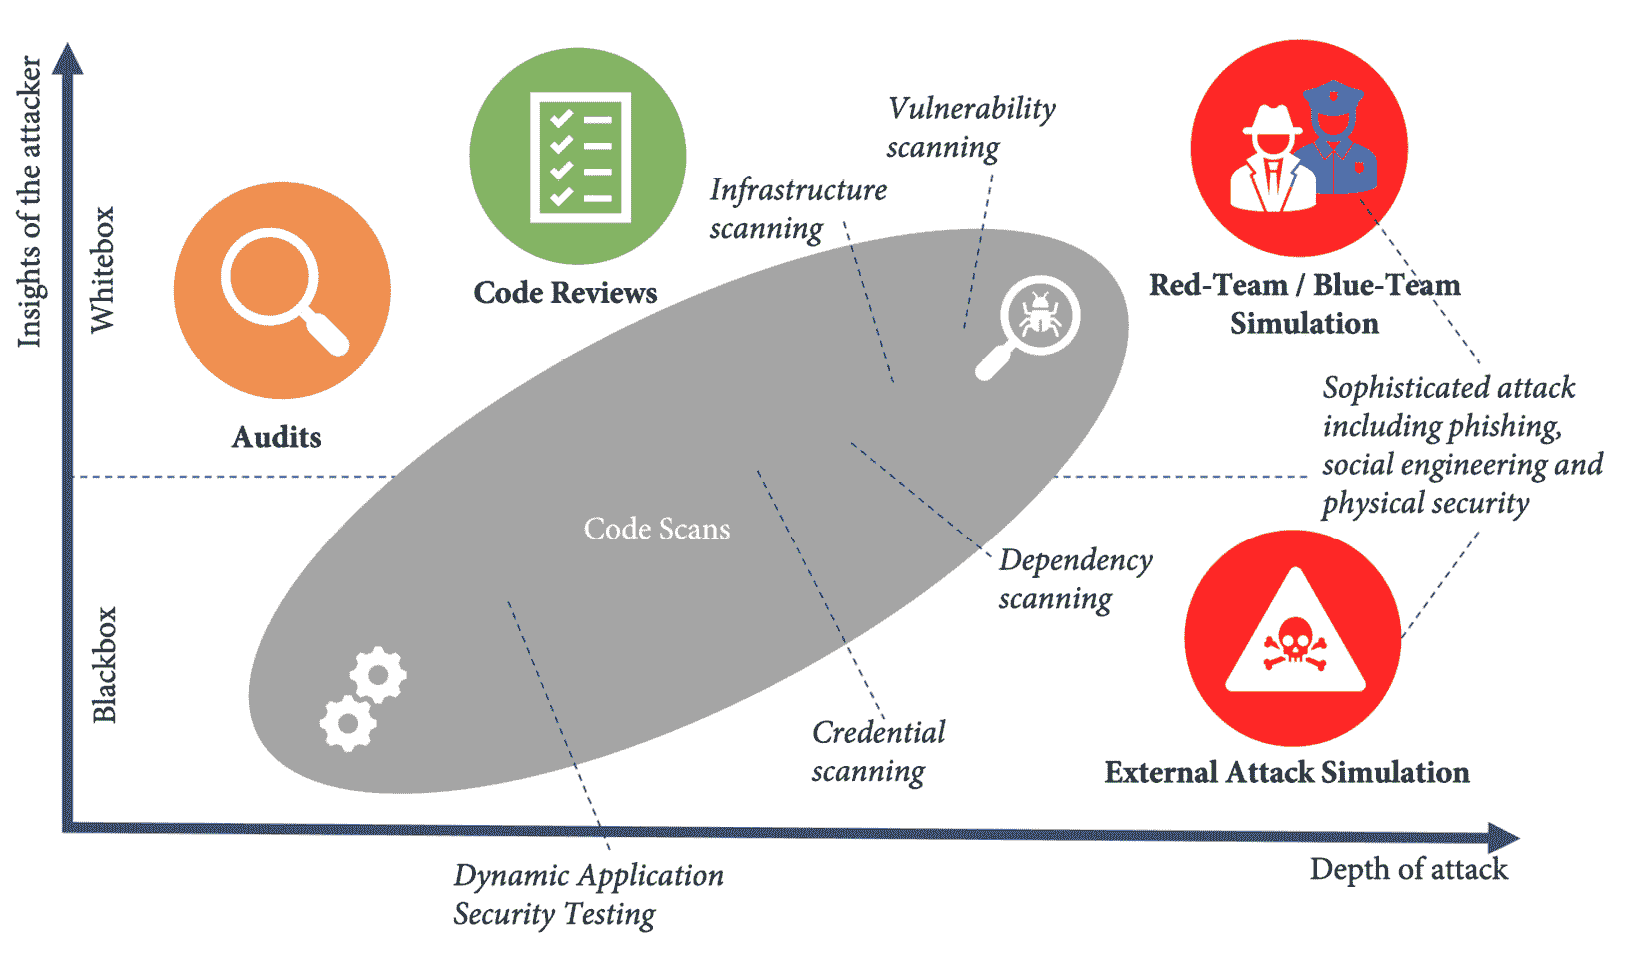 Insights of the attacker
Whitebox
Blackbox
Audits
Code Reviews
Infrastructure
scanning
Vulnerability
scanning
Red-Team / Blue-Team
Simulation
Sophisticated attack
including phishing,
social engineering and
physical security
Code Scans
Dependency
scanning
Credential
scanning
External Attack Simulation
Dynamic Application
Security Testing
Depth of attack